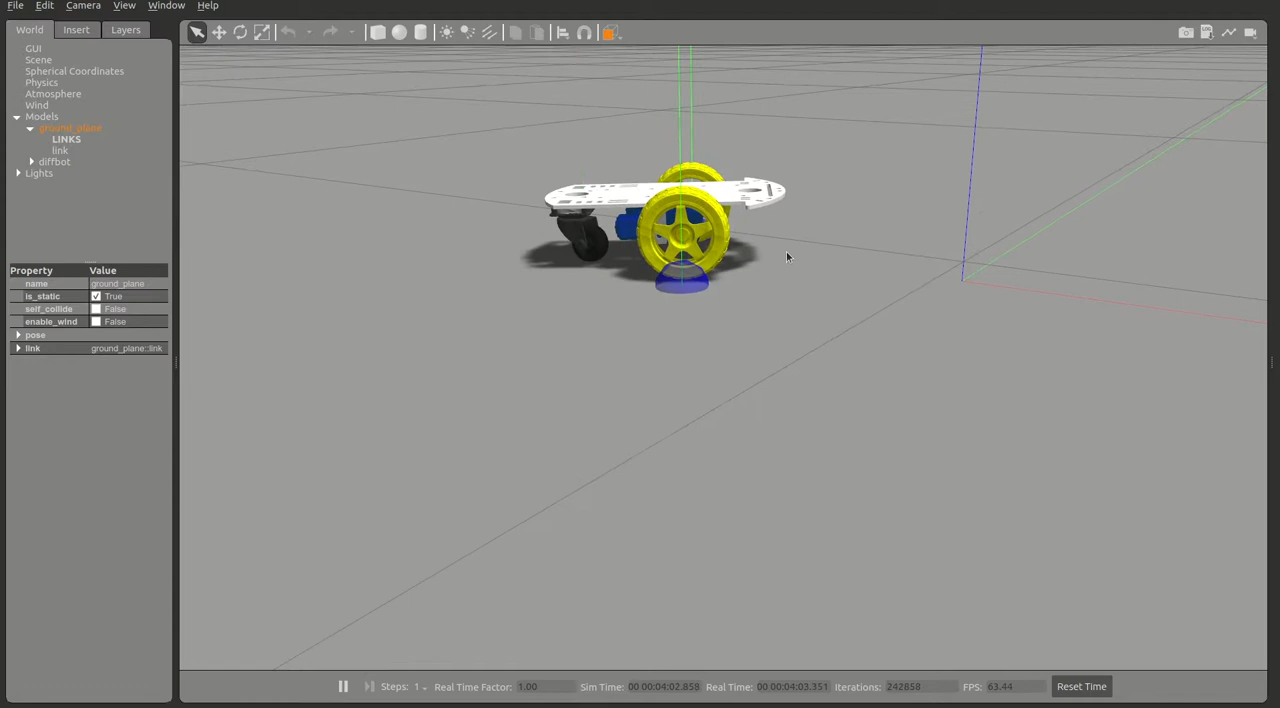 File Edit Camera View Window Help
World Insert Layers
GUI
Scene
Spherical Coordinates
Physics
Atmosphere
Wind
Models
ground_plane
LINKS
link
diffbot
Lights
Property Value
name ground_plane
is_static True
self_collide False
enable_wind False
pose
link ground_plane::link
Steps: 1 Real Time Factor: 1.00 Sim Time: 00 00:04:02.858 Real Time: 00 00:04:03.351 Iterations: 242858 FPS: 63.44 Reset Time